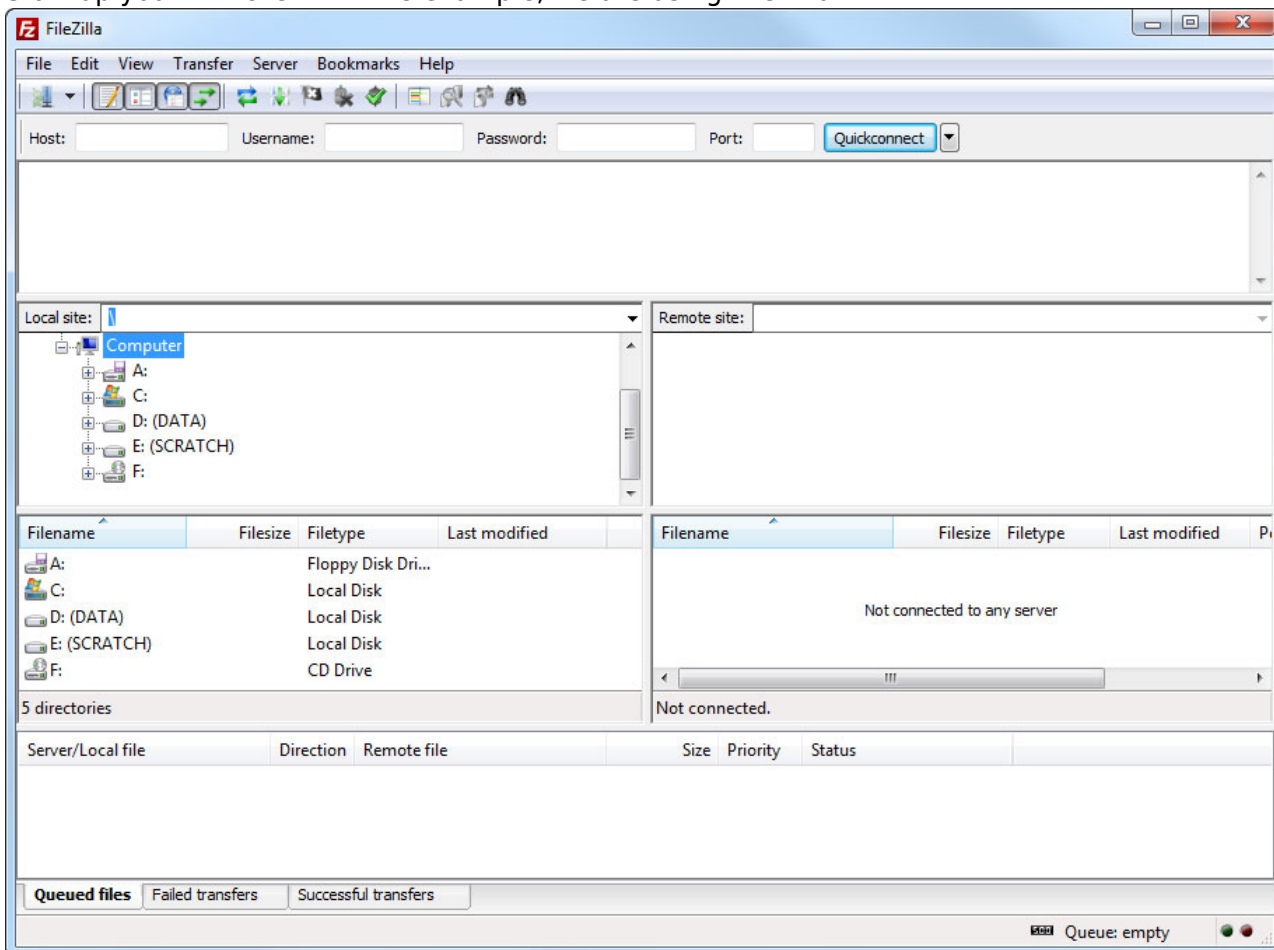 FileZilla
File Edit View Transfer Server Bookmarks Help
Host: Username: Password: Port: Quickconnect
Local site: \ Remote site:
Computer
A:
C:
D: (DATA)
E: (SCRATCH)
F:
Filename Filesize Filetype Last modified
A: Floppy Disk Dri...
C: Local Disk
D: (DATA) Local Disk
E: (SCRATCH) Local Disk
F: CD Drive
5 directories
Filename Filesize Filetype Last modified
Not connected to any server
Not connected.
Server/Local file Direction Remote file Size Priority Status
Queued files Failed transfers Successful transfers
Queue: empty